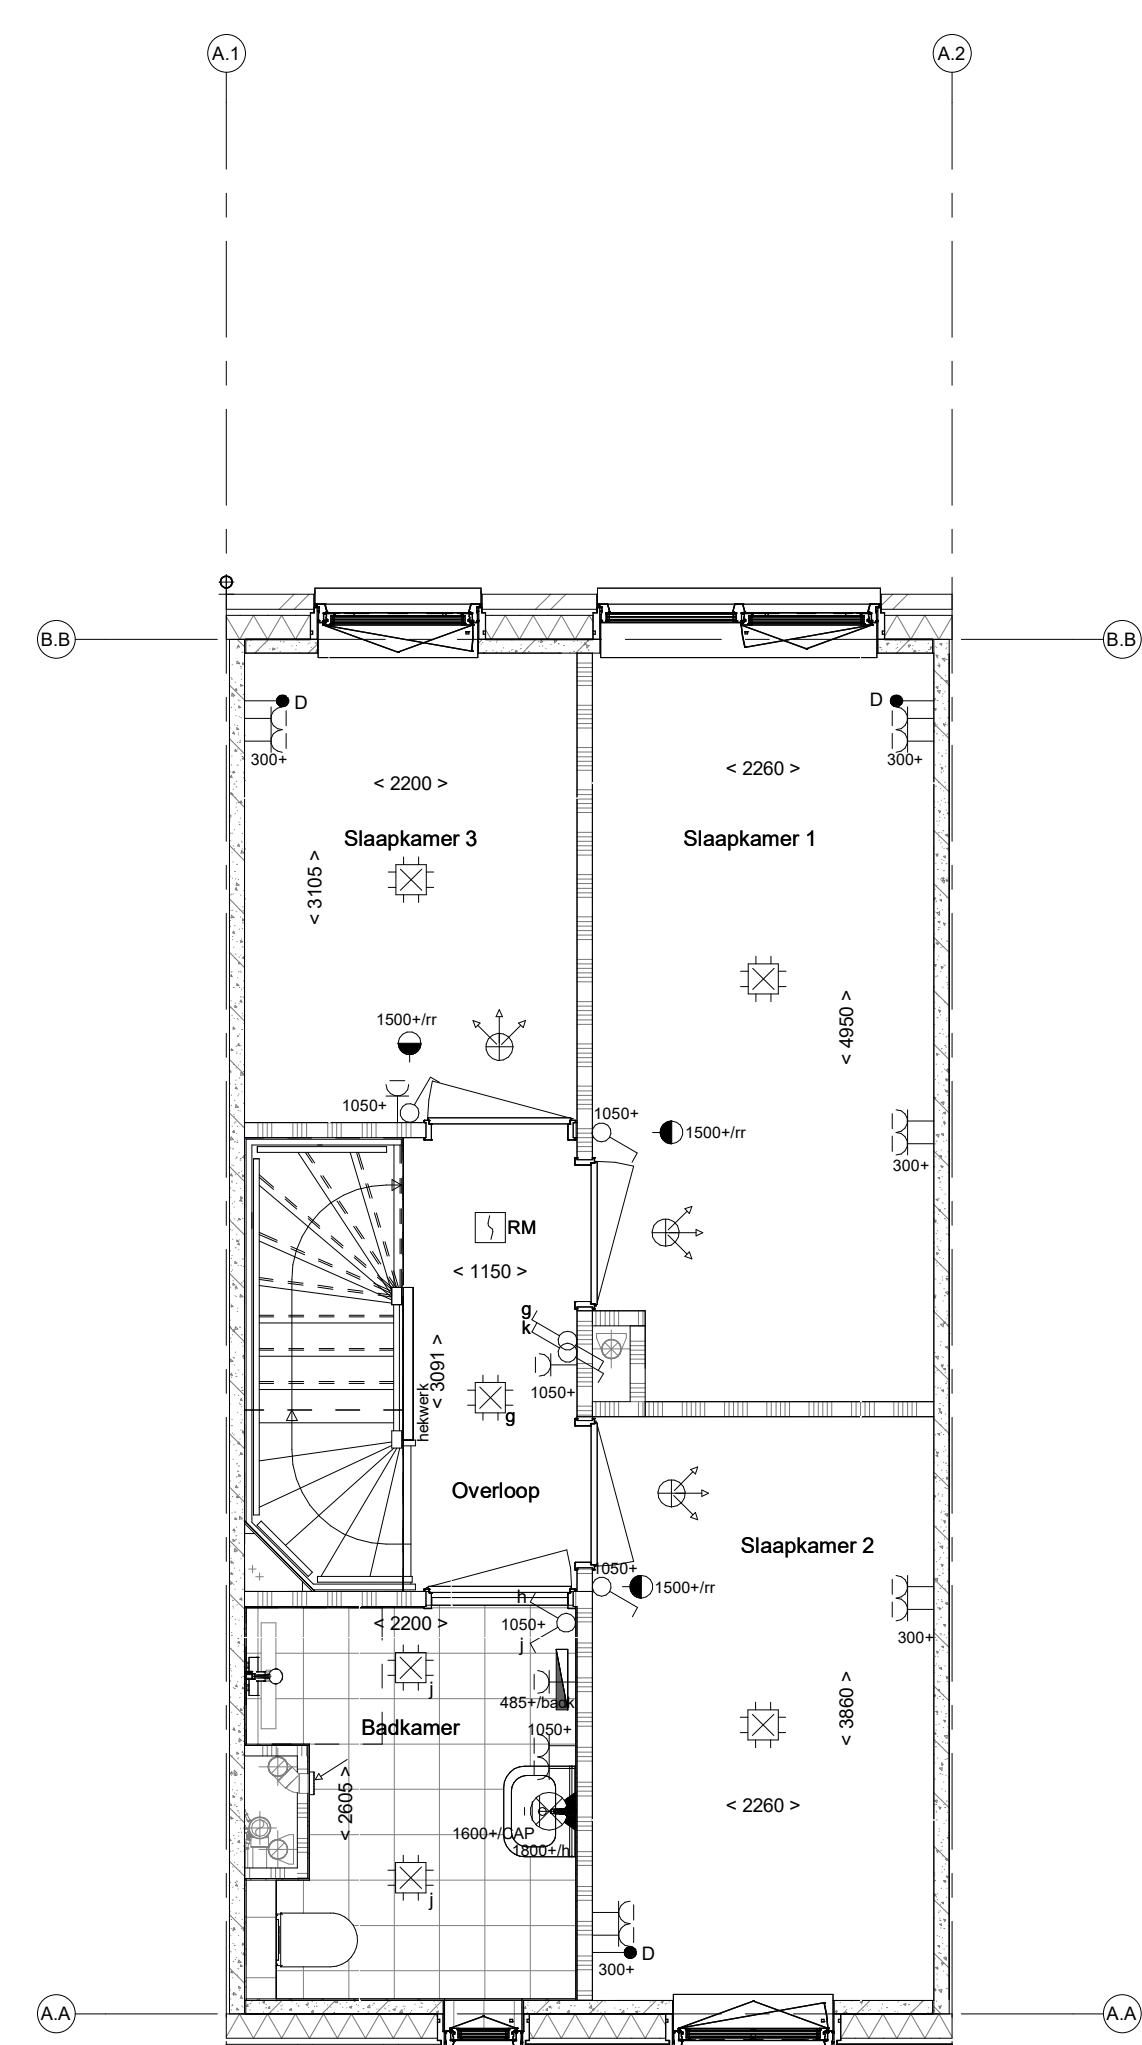 A.1
A.2
B.B
B.B
D
D
300+
300+
< 2200 >
< 2260 >
Slaapkamer 3
Slaapkamer 1
< 3105 >
< 4950 >
1500+/rr
1050+
1050+
1500+/rr
300+
RM
< 1150 >
g
k
< 3091 >
1050+
hekwerk
g
Overloop
Slaapkamer 2
1050+
1500+/rr
h
1050+
< 2200 >
j
300+
j
485+/badk
< 3860 >
Badkamer
1050+
< 2605 >
< 2260 >
1600+/CAP
1800+/h
j
D
300+
A.A
A.A